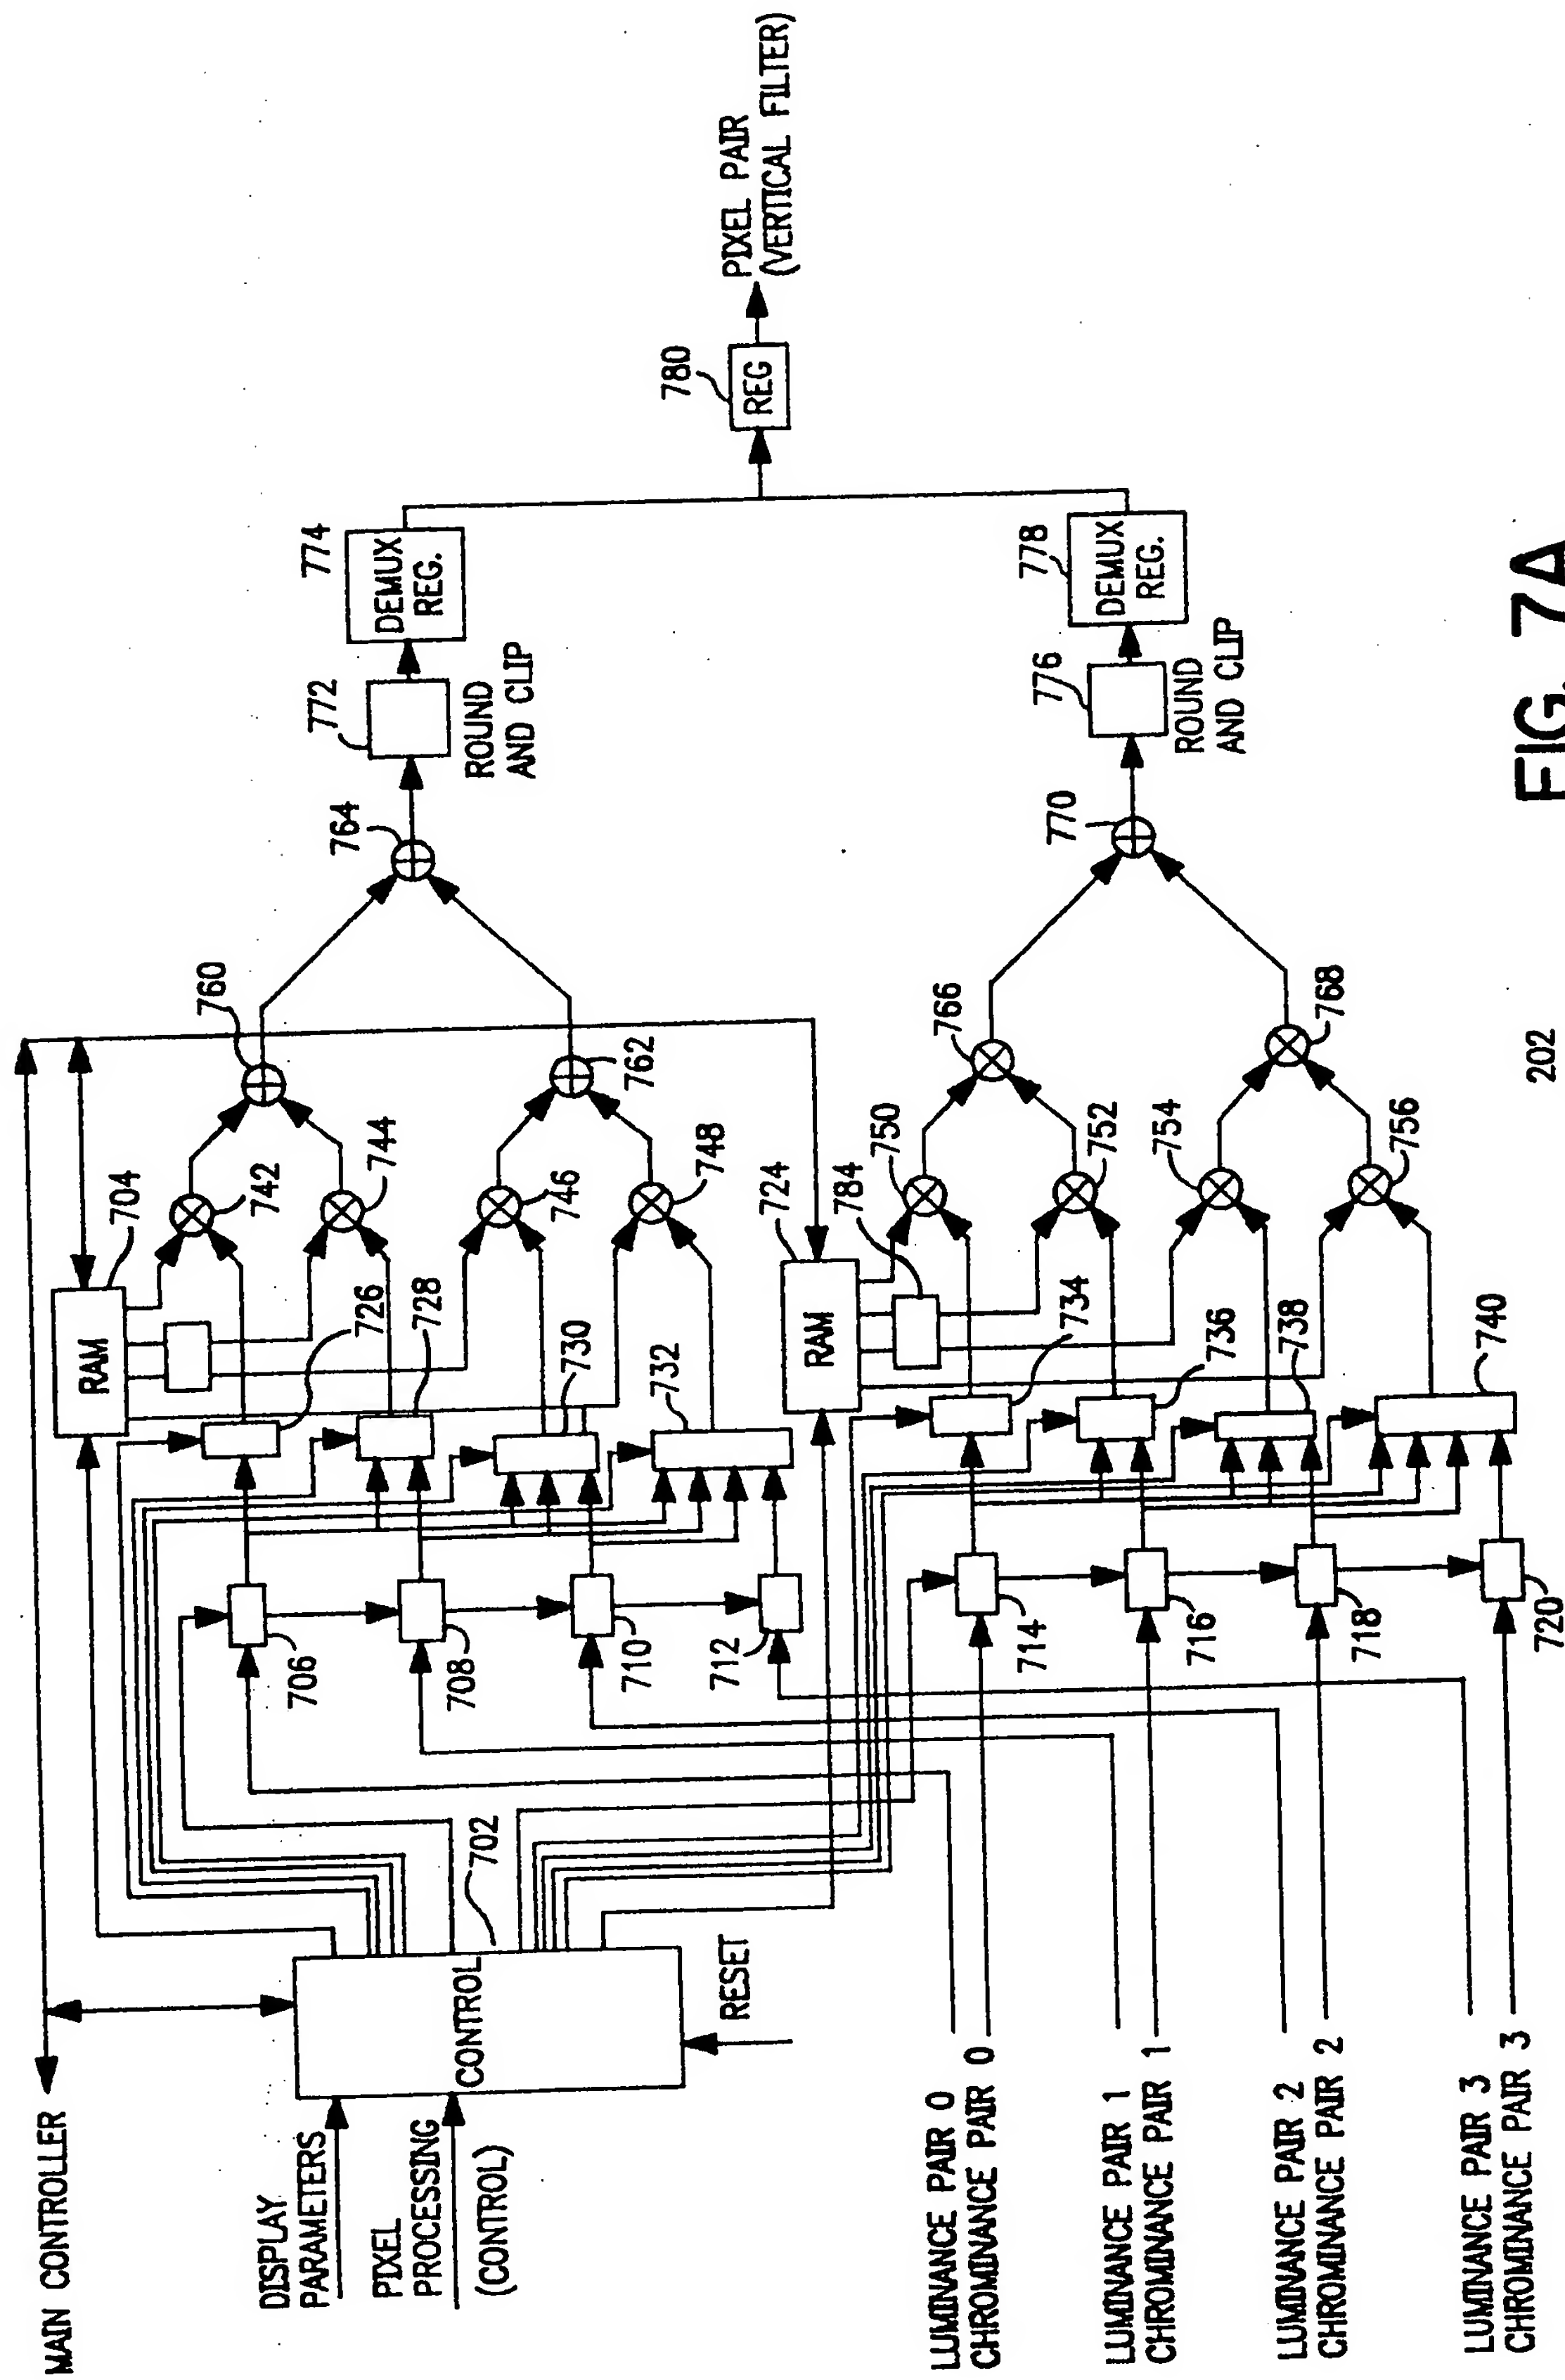 MAIN CONTROLLER
DISPLAY
PARAMETERS
PIXEL
PROCESSING
(CONTROL)
CONTROL
702
RESET
LUMINANCE PAIR 0
CHROMINANCE PAIR 0
LUMINANCE PAIR 1
CHROMINANCE PAIR 1
LUMINANCE PAIR 2
CHROMINANCE PAIR 2
LUMINANCE PAIR 3
CHROMINANCE PAIR 3
706
708
710
712
714
716
718
720
RAM
704
726
728
730
732
RAM
724
784
734
736
738
740
742
744
746
748
750
752
754
756
760
762
766
768
764
770
772
ROUND
AND CLIP
776
ROUND
AND CLIP
774
DEMUX
REG.
778
DEMUX
REG.
780
REG
PIXEL PAIR
(VERTICAL FILTER)
202
FIG. 7A